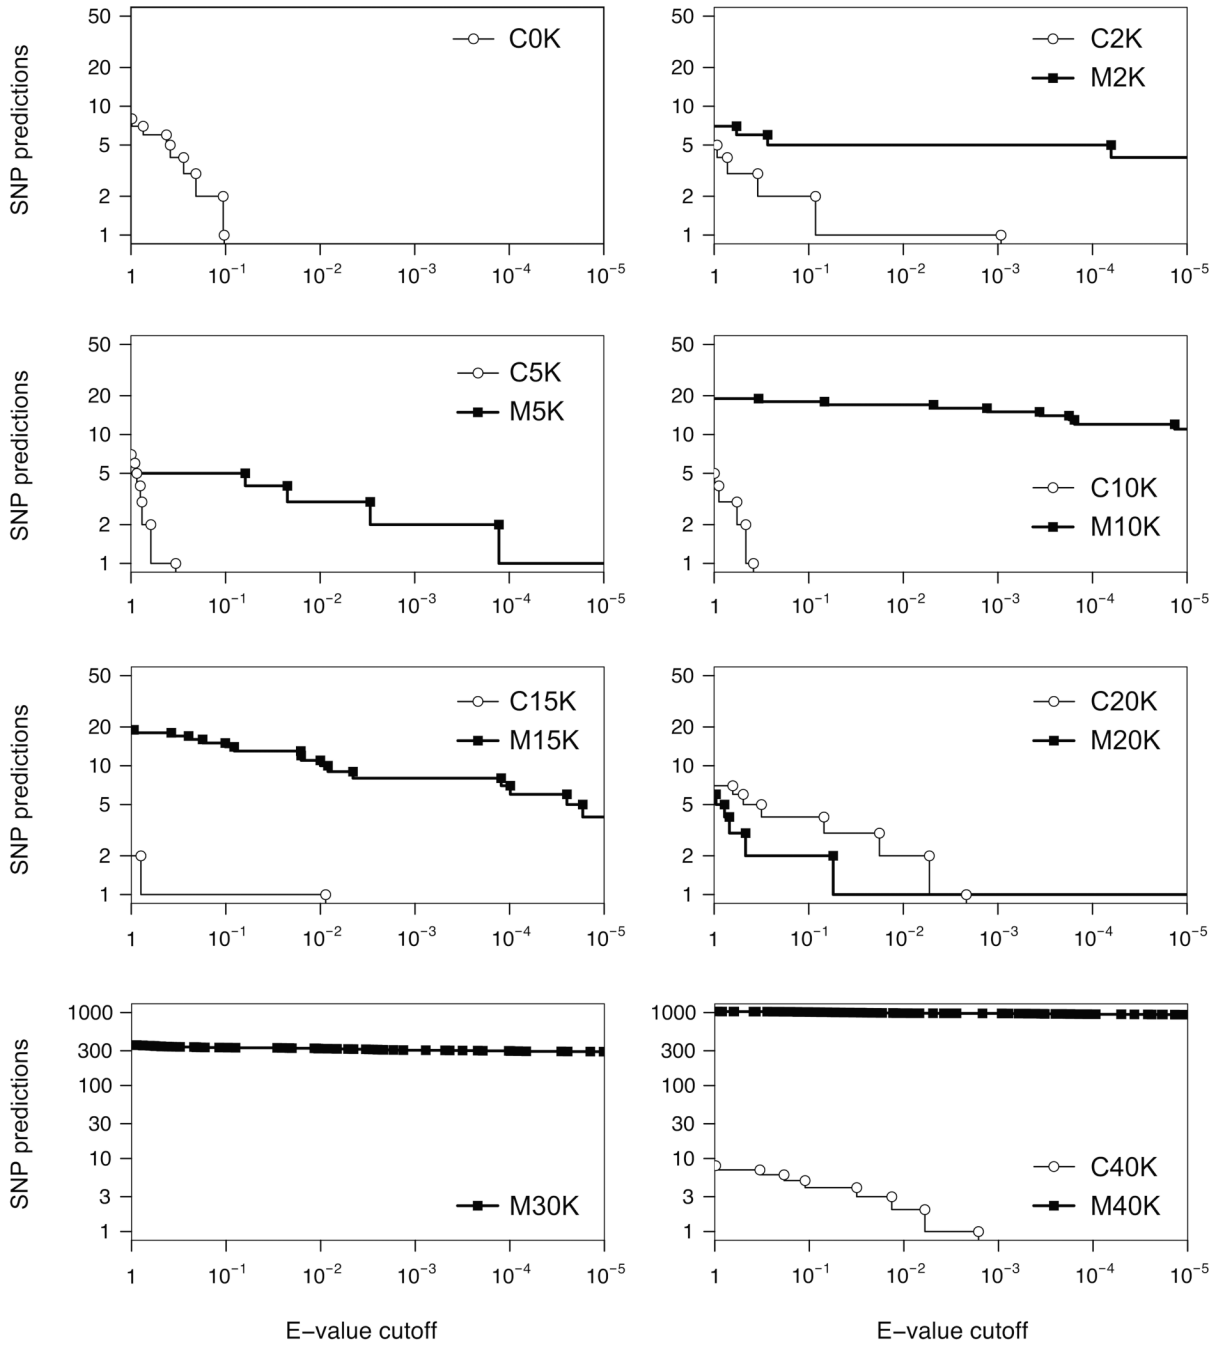 SNP predictions
50
20
10
5
2
1
1 10⁻¹ 10⁻² 10⁻³ 10⁻⁴ 10⁻⁵
C0K
50
20
10
5
2
1
1 10⁻¹ 10⁻² 10⁻³ 10⁻⁴ 10⁻⁵
C2K
M2K
SNP predictions
50
20
10
5
2
1
1 10⁻¹ 10⁻² 10⁻³ 10⁻⁴ 10⁻⁵
C5K
M5K
50
20
10
5
2
1
1 10⁻¹ 10⁻² 10⁻³ 10⁻⁴ 10⁻⁵
C10K
M10K
SNP predictions
50
20
10
5
2
1
1 10⁻¹ 10⁻² 10⁻³ 10⁻⁴ 10⁻⁵
C15K
M15K
50
20
10
5
2
1
1 10⁻¹ 10⁻² 10⁻³ 10⁻⁴ 10⁻⁵
C20K
M20K
SNP predictions
1000
300
100
30
10
3
1
1 10⁻¹ 10⁻² 10⁻³ 10⁻⁴ 10⁻⁵
M30K
E−value cutoff
1000
300
100
30
10
3
1
1 10⁻¹ 10⁻² 10⁻³ 10⁻⁴ 10⁻⁵
C40K
M40K
E−value cutoff